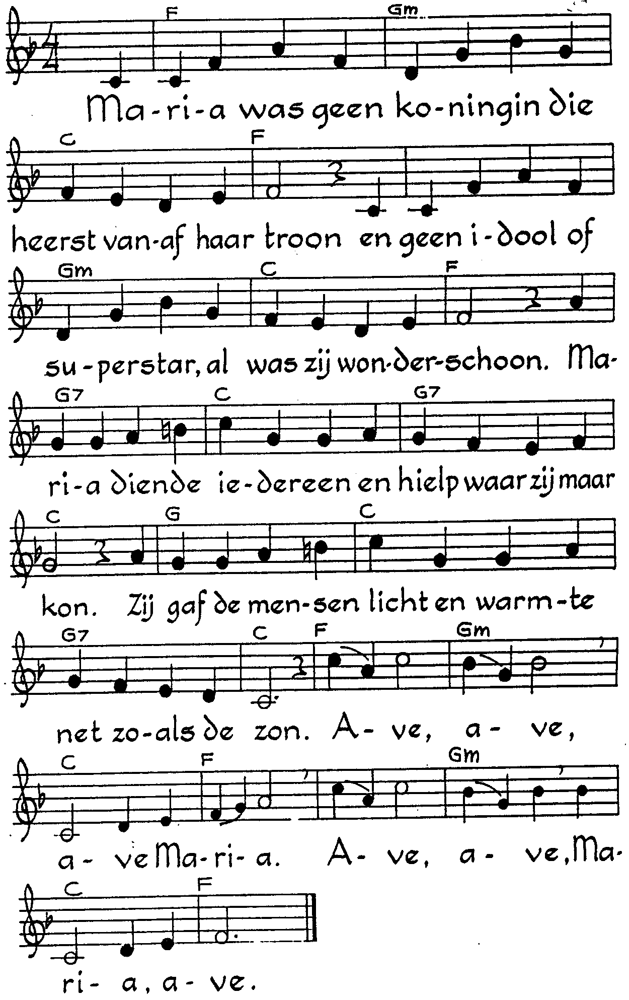 F Gm
Ma-ri-a was geen ko-ningin die
C F
heerst van-af haar troon en geen i-dool of
Gm C F
su-perstar, al was zij won-der-schoon. Ma-
G7 C G7
ri-a diende ie-dereen en hielp waar zij maar
C G C
kon. Zij gaf de men-sen licht en warm-te
G7 C F Gm
net zo-als de zon. A- ve, a- ve,
C F Gm
a- ve Ma-ri-a. A- ve, a- ve, Ma-
C F
ri- a, a- ve.